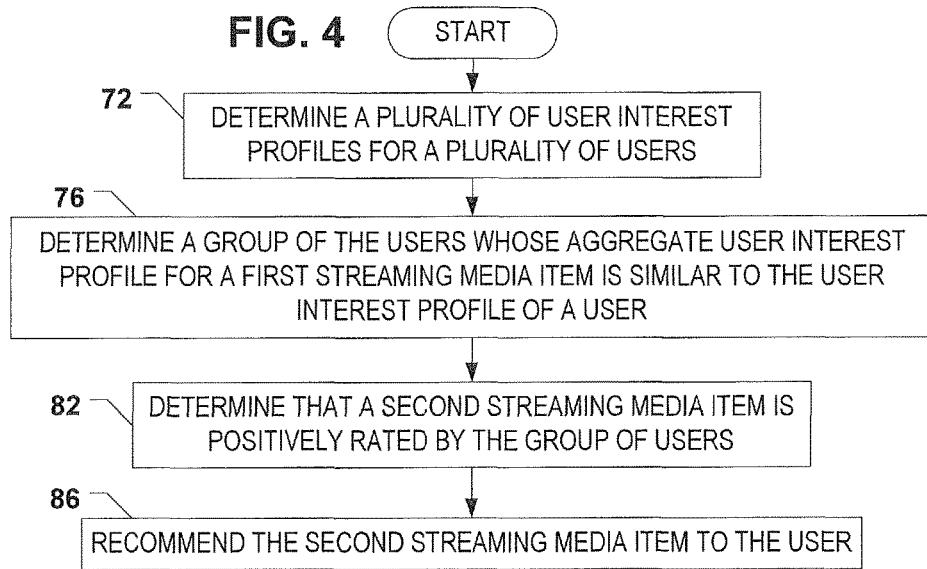 FIG. 4
START
72
DETERMINE A PLURALITY OF USER INTEREST
PROFILES FOR A PLURALITY OF USERS
76
DETERMINE A GROUP OF THE USERS WHOSE AGGREGATE USER INTEREST
PROFILE FOR A FIRST STREAMING MEDIA ITEM IS SIMILAR TO THE USER
INTEREST PROFILE OF A USER
82
DETERMINE THAT A SECOND STREAMING MEDIA ITEM IS
POSITIVELY RATED BY THE GROUP OF USERS
86
RECOMMEND THE SECOND STREAMING MEDIA ITEM TO THE USER